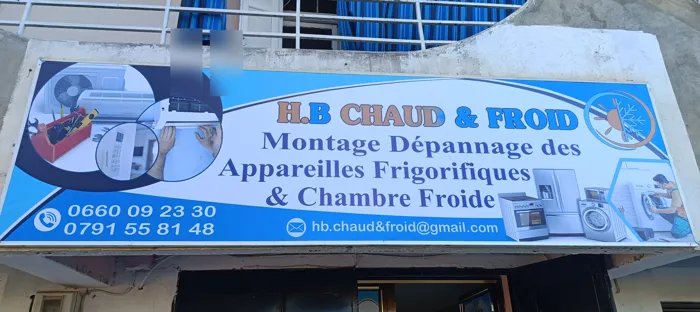 H.B CHAUD & FROID
Montage Dépannage des
Appareilles Frigorifiques
& Chambre Froide
0660 09 23 30
0791 55 81 48
hb.chaud&froid@gmail.com